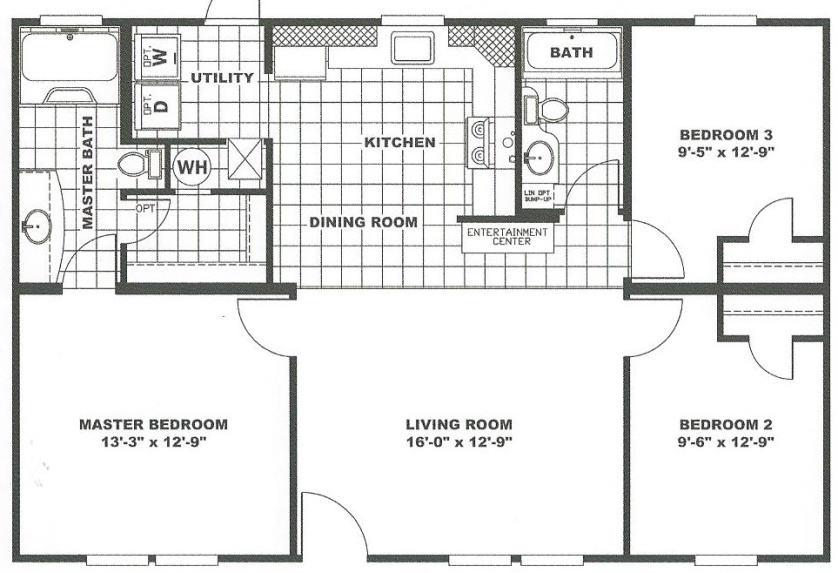 OPT.
W
OPT.
D
UTILITY
BATH
KITCHEN
BEDROOM 3
9'-5" x 12'-9"
MASTER BATH
WH
OPT
LIN OPT
BUMP-UP
DINING ROOM
ENTERTAINMENT
CENTER
MASTER BEDROOM
13'-3" x 12'-9"
LIVING ROOM
16'-0" x 12'-9"
BEDROOM 2
9'-6" x 12'-9"